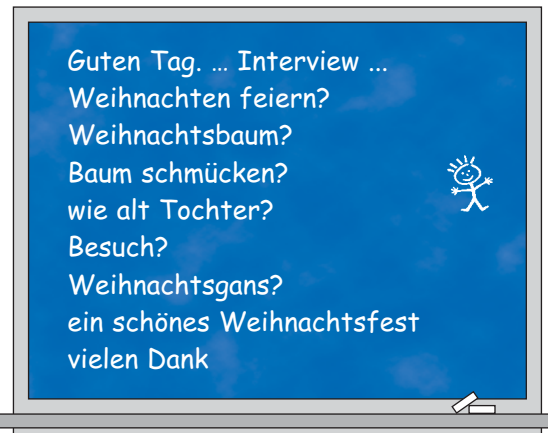 Guten Tag. ... Interview ...
Weihnachten feiern?
Weihnachtsbaum?
Baum schmücken?
wie alt Tochter?
Besuch?
Weihnachtsgans?
ein schönes Weihnachtsfest
vielen Dank